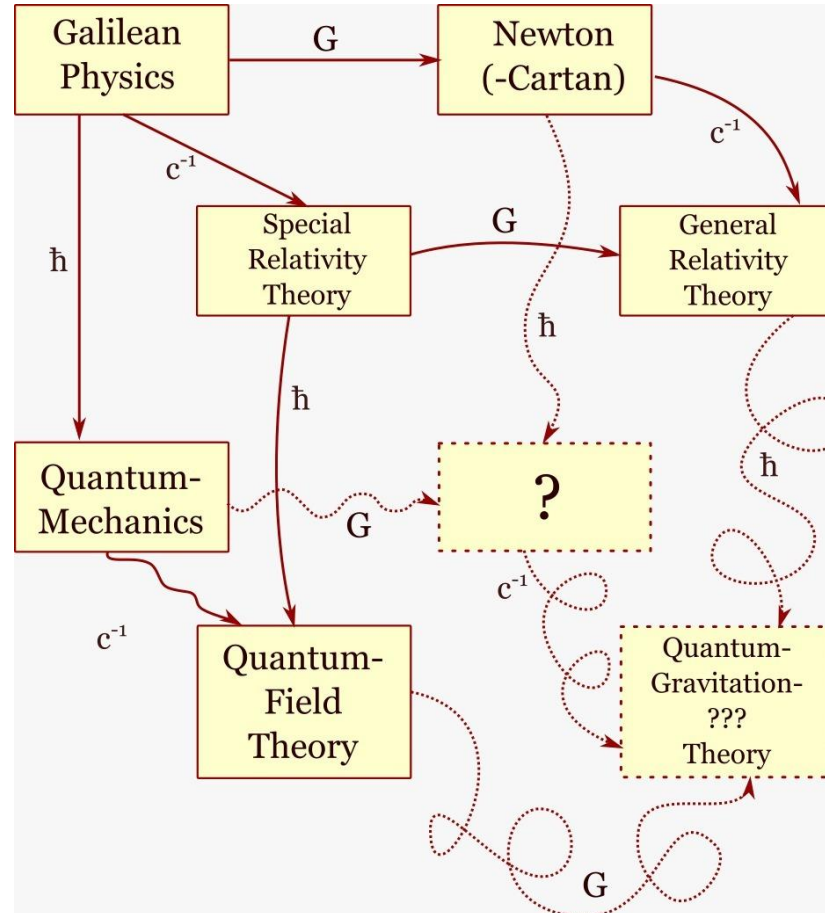 Galilean
Physics
G
Newton
(-Cartan)
c⁻¹
c⁻¹
ħ
Special
Relativity
Theory
G
General
Relativity
Theory
ħ
ħ
ħ
Quantum-
Mechanics
G
?
c⁻¹
c⁻¹
Quantum-
Field
Theory
Quantum-
Gravitation-
???
Theory
G